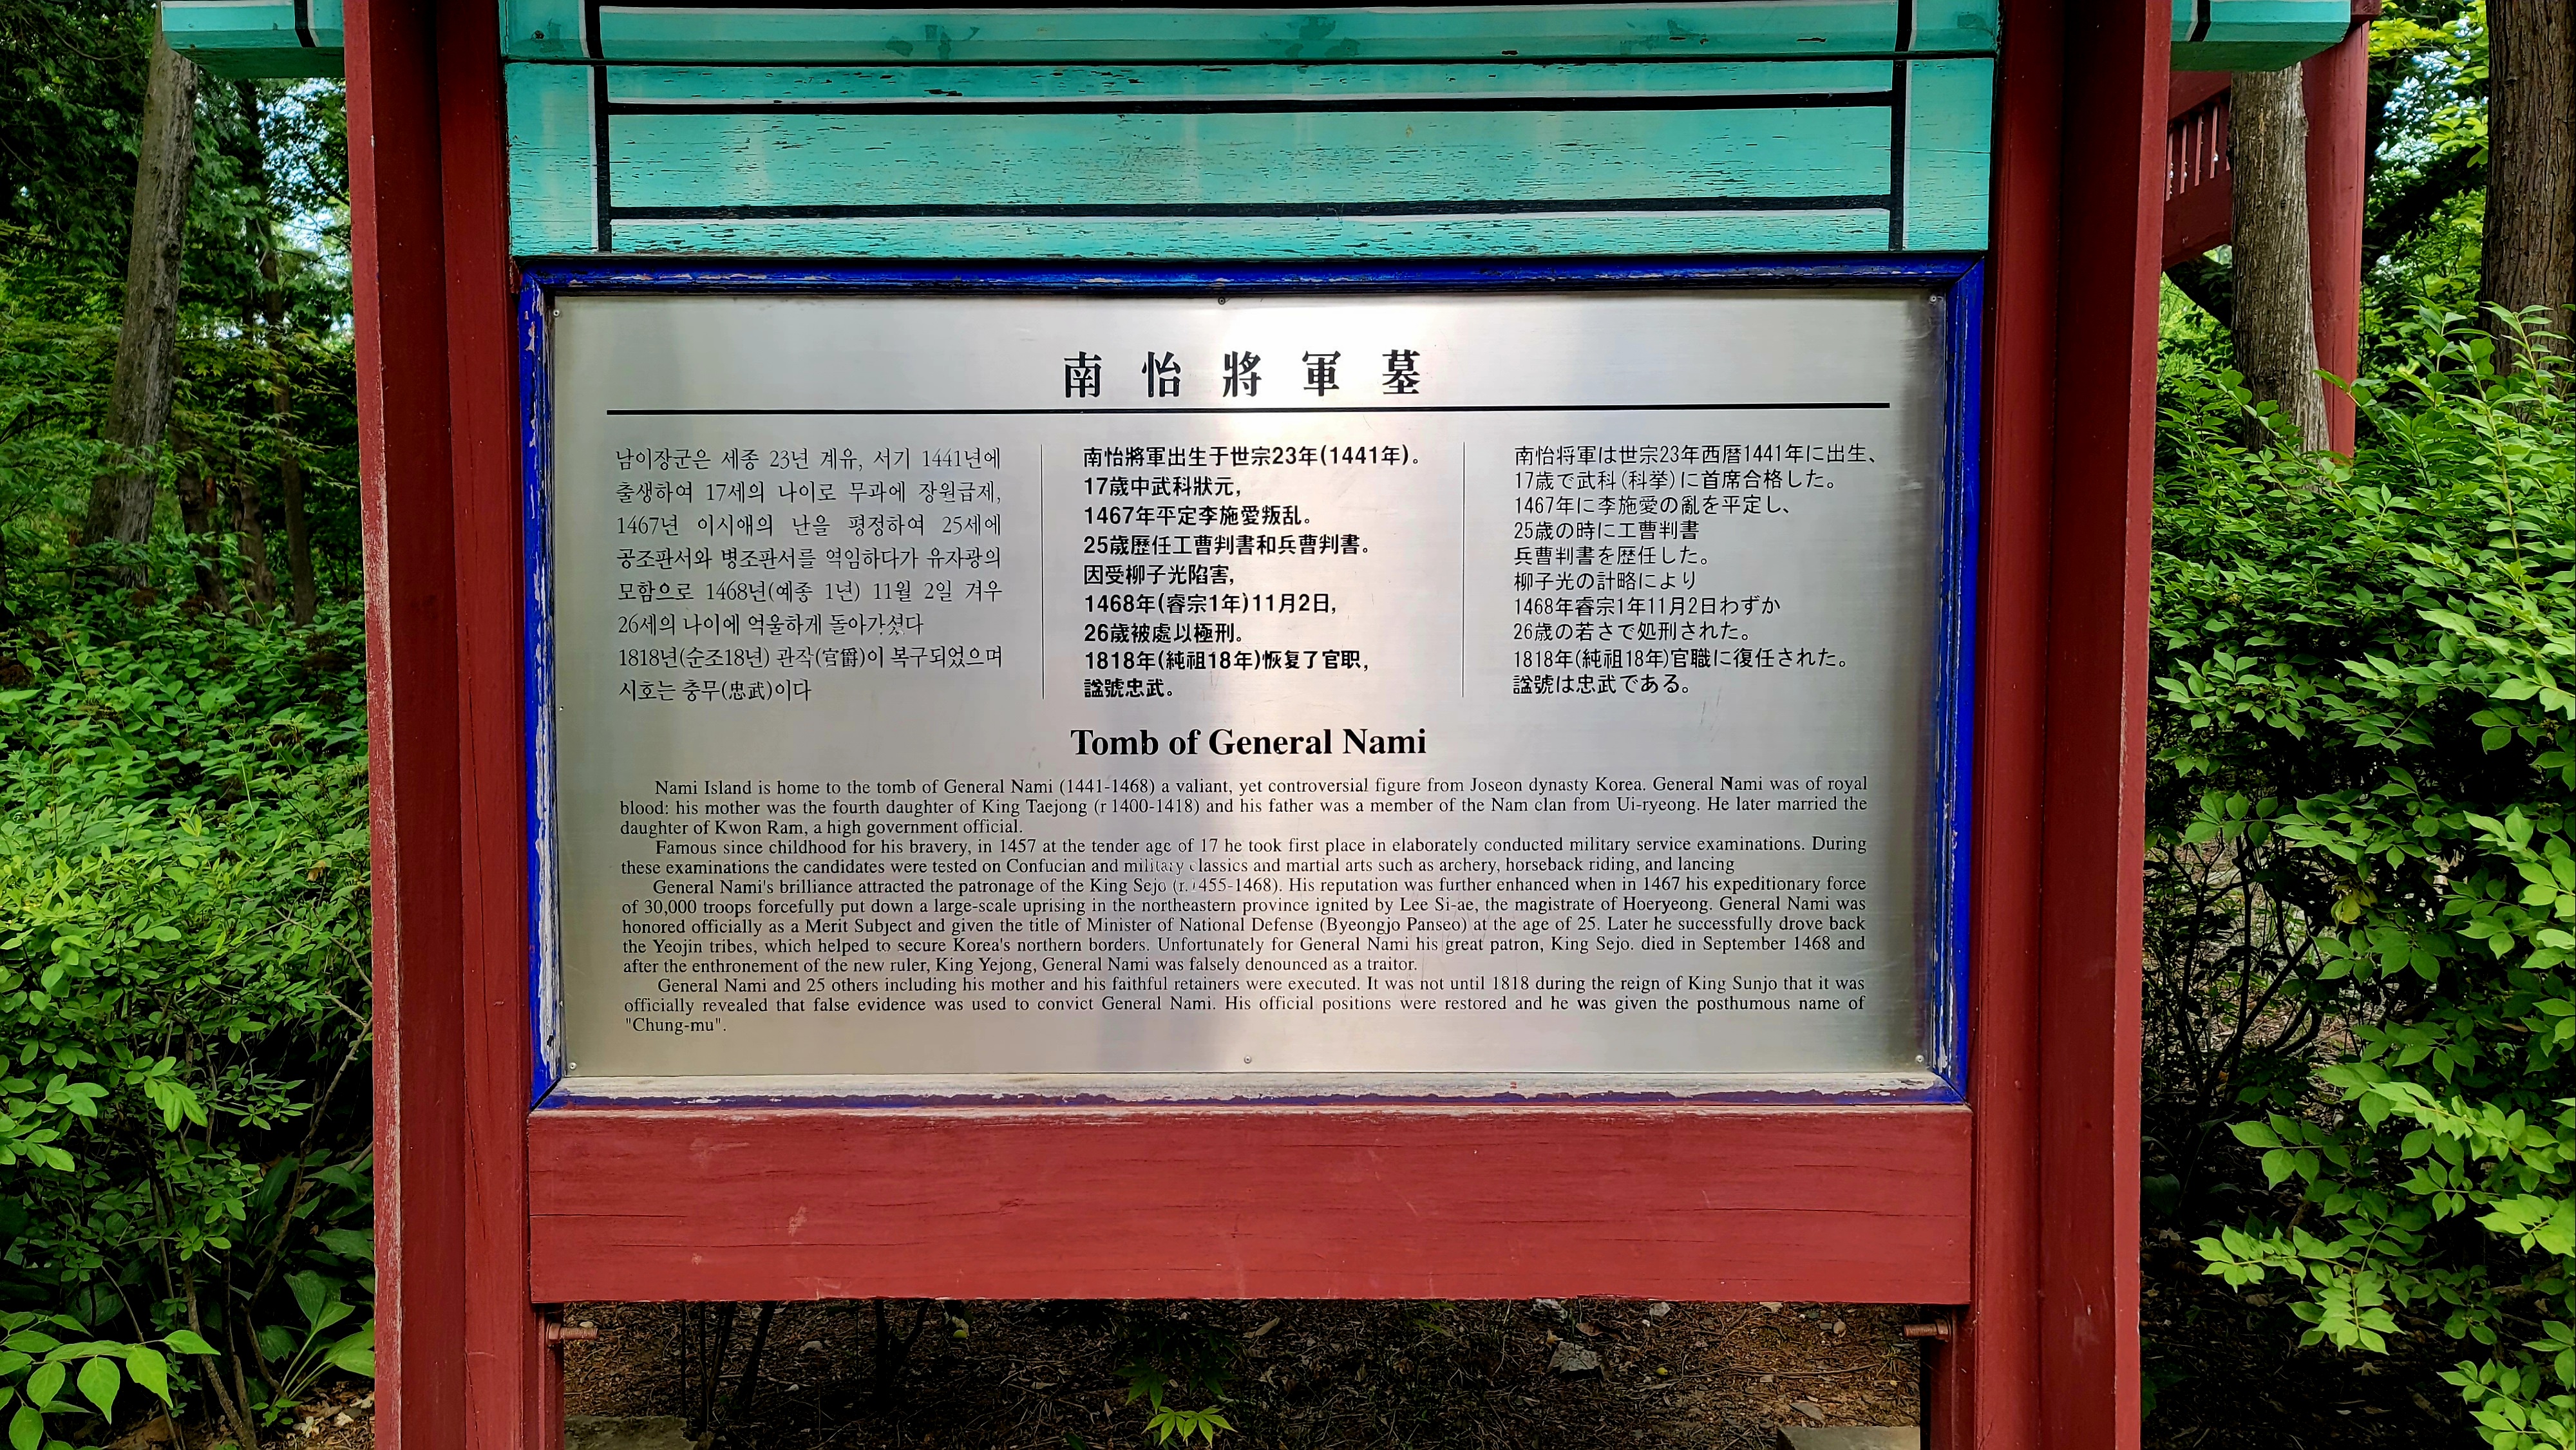 南怡將軍墓
남이장군은 세종 23년 계유, 서기 1441년에
출생하여 17세의 나이로 무과에 장원급제,
1467년 이시애의 난을 평정하여 25세에
공조판서와 병조판서를 역임하다가 유자광의
모함으로 1468년(예종 1년) 11월 2일 겨우
26세의 나이에 억울하게 돌아가셨다
1818년(순조18년) 관작(官爵)이 복구되었으며
시호는 충무(忠武)이다
南怡將軍出生于世宗23年(1441年)。
17歲中武科狀元,
1467年平定李施愛叛乱。
25歲歷任工曹判書和兵曹判書。
因受柳子光陷害,
1468年(睿宗1年)11月2日,
26歲被處以極刑。
1818年(純祖18年)恢复了官职,
諡號忠武。
南怡将軍は世宗23年西暦1441年に出生、
17歳で武科(科挙)に首席合格した。
1467年に李施愛の亂を平定し、
25歳の時に工曹判書
兵曹判書を歴任した。
柳子光の計略により
1468年睿宗1年11月2日わずか
26歳の若さで処刑された。
1818年(純祖18年)官職に復任された。
諡號は忠武である。
Tomb of General Nami
Nami Island is home to the tomb of General Nami (1441-1468) a valiant, yet controversial figure from Joseon dynasty Korea. General Nami was of royal
blood: his mother was the fourth daughter of King Taejong (r 1400-1418) and his father was a member of the Nam clan from Ui-ryeong. He later married the
daughter of Kwon Ram, a high government official.
Famous since childhood for his bravery, in 1457 at the tender age of 17 he took first place in elaborately conducted military service examinations. During
these examinations the candidates were tested on Confucian and military classics and martial arts such as archery, horseback riding, and lancing
General Nami's brilliance attracted the patronage of the King Sejo (r.1455-1468). His reputation was further enhanced when in 1467 his expeditionary force
of 30,000 troops forcefully put down a large-scale uprising in the northeastern province ignited by Lee Si-ae, the magistrate of Hoeryeong. General Nami was
honored officially as a Merit Subject and given the title of Minister of National Defense (Byeongjo Panseo) at the age of 25. Later he successfully drove back
the Yeojin tribes, which helped to secure Korea's northern borders. Unfortunately for General Nami his great patron, King Sejo. died in September 1468 and
after the enthronement of the new ruler, King Yejong, General Nami was falsely denounced as a traitor.
General Nami and 25 others including his mother and his faithful retainers were executed. It was not until 1818 during the reign of King Sunjo that it was
officially revealed that false evidence was used to convict General Nami. His official positions were restored and he was given the posthumous name of
"Chung-mu".